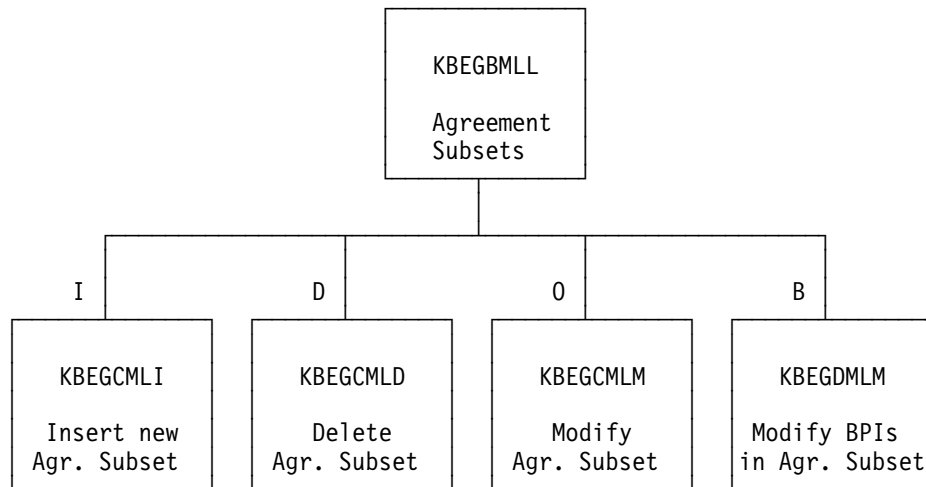 KBEGBMLL
Agreement
Subsets
I
D
O
B
KBEGCMLI
KBEGCMLD
KBEGCMLM
KBEGDMLM
Insert new
Delete
Modify
Modify BPIs
Agr. Subset
Agr. Subset
Agr. Subset
in Agr. Subset